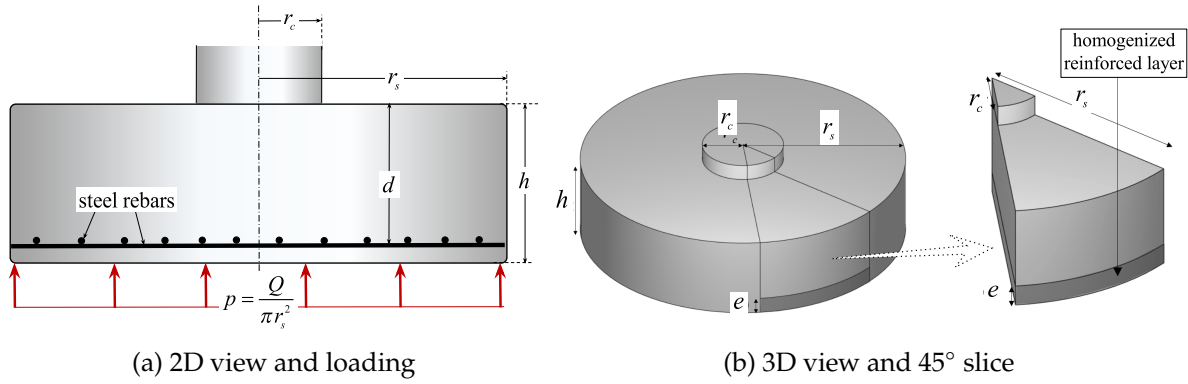 r_c
r_s
steel rebars
d
h
p = Q / πr_s²
(a) 2D view and loading
homogenized
reinforced layer
r_c
r_s
r_c
c
r_s
h
e
e
(b) 3D view and 45° slice